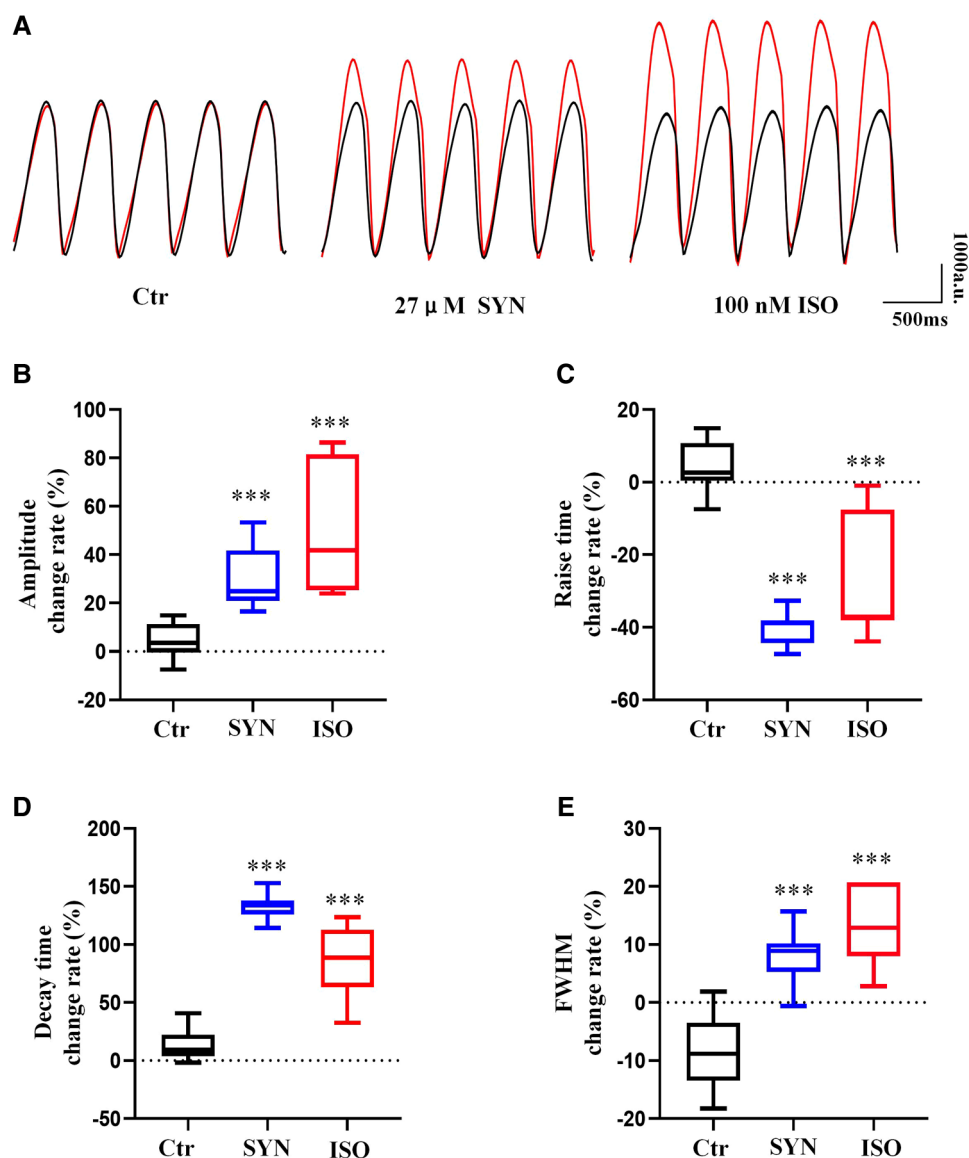 A
Ctr
27 μ M SYN
100 nM ISO
1000a.u.
500ms
B
Amplitude
change rate (%)
100
80
60
40
20
0
-20
***
***
Ctr
SYN
ISO
C
Raise time
change rate (%)
20
0
-20
-40
-60
***
***
Ctr
SYN
ISO
D
Decay time
change rate (%)
200
150
100
50
0
-50
***
***
Ctr
SYN
ISO
E
FWHM
change rate (%)
30
20
10
0
-10
-20
***
***
Ctr
SYN
ISO